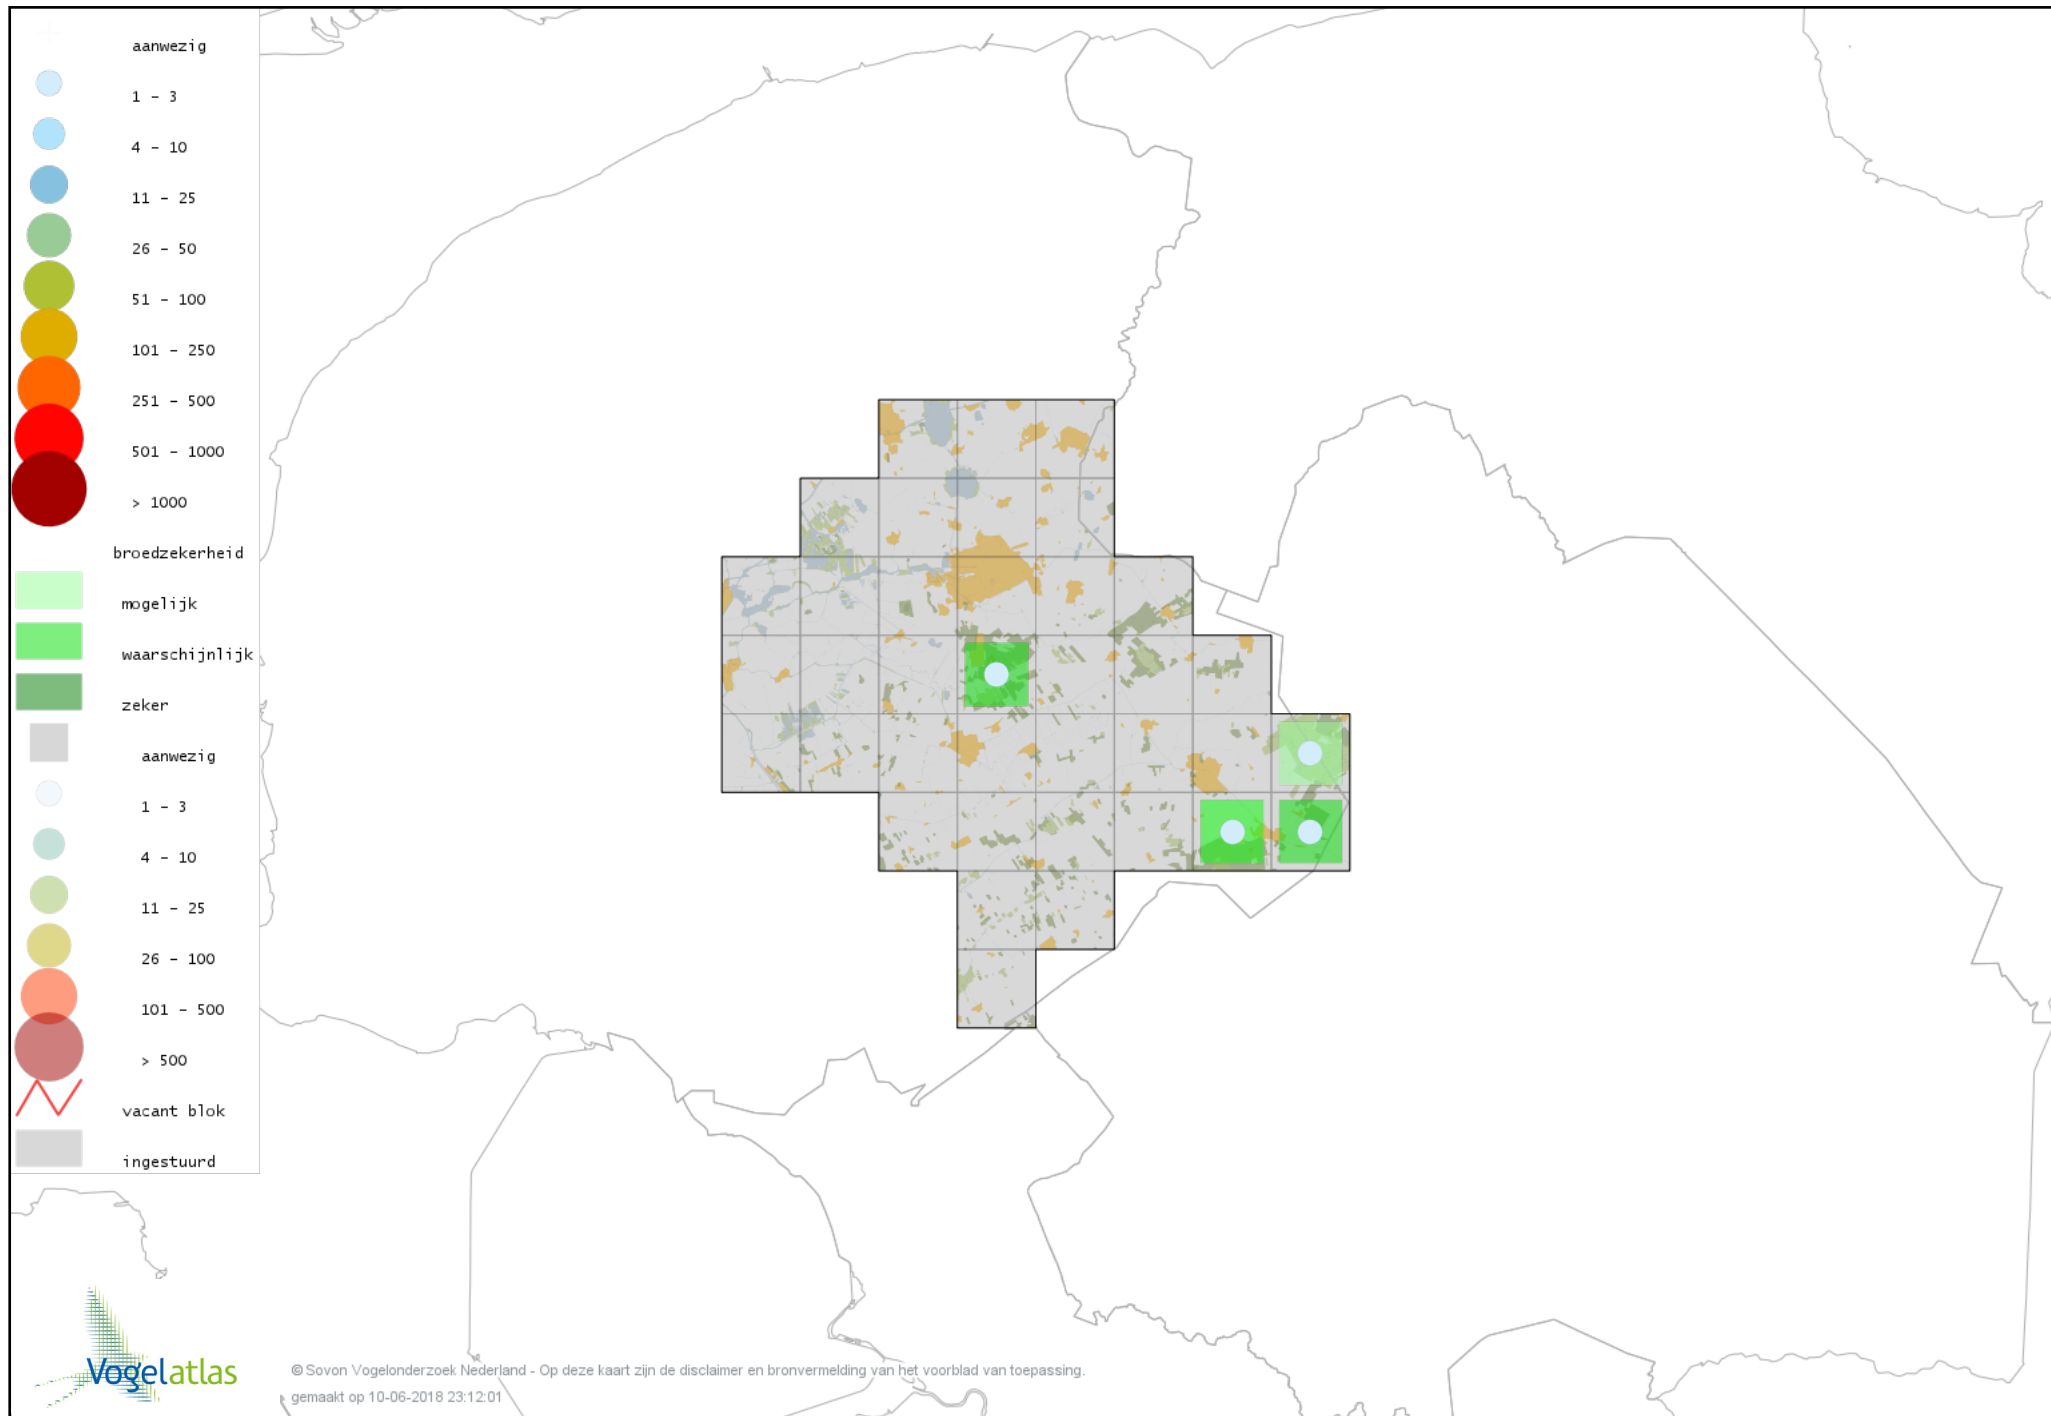 aanwezig
1 - 3
4 - 10
11 - 25
26 - 50
51 - 100
101 - 250
251 - 500
501 - 1000
> 1000
broedzekerheid
mogelijk
waarschijnlijk
zeker
aanwezig
1 - 3
4 - 10
11 - 25
26 - 100
101 - 500
> 500
vacant blok
ingestuurd
Vogelatlas
© Sovon Vogelonderzoek Nederland - Op deze kaart zijn de disclaimer en bronvermelding van het voorblad van toepassing.
gemaakt op 10-06-2018 23:12:01